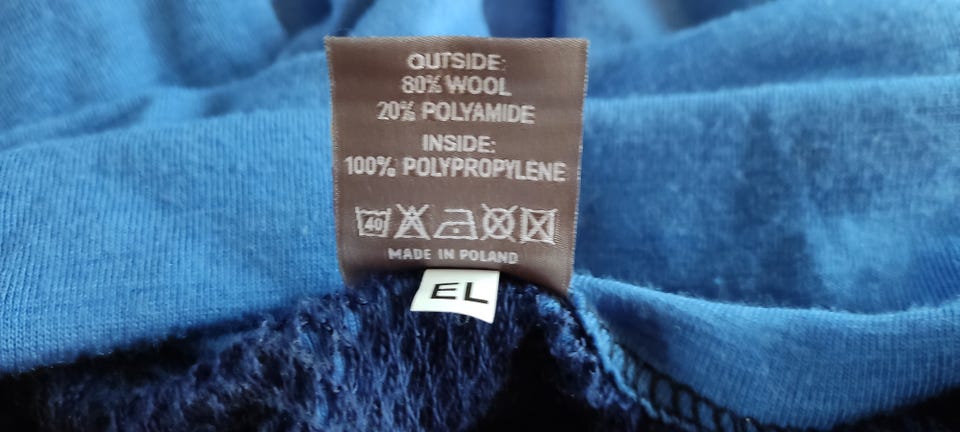 OUTSIDE:
80% WOOL
20% POLYAMIDE
INSIDE:
100% POLYPROPYLENE
40
MADE IN POLAND
EL